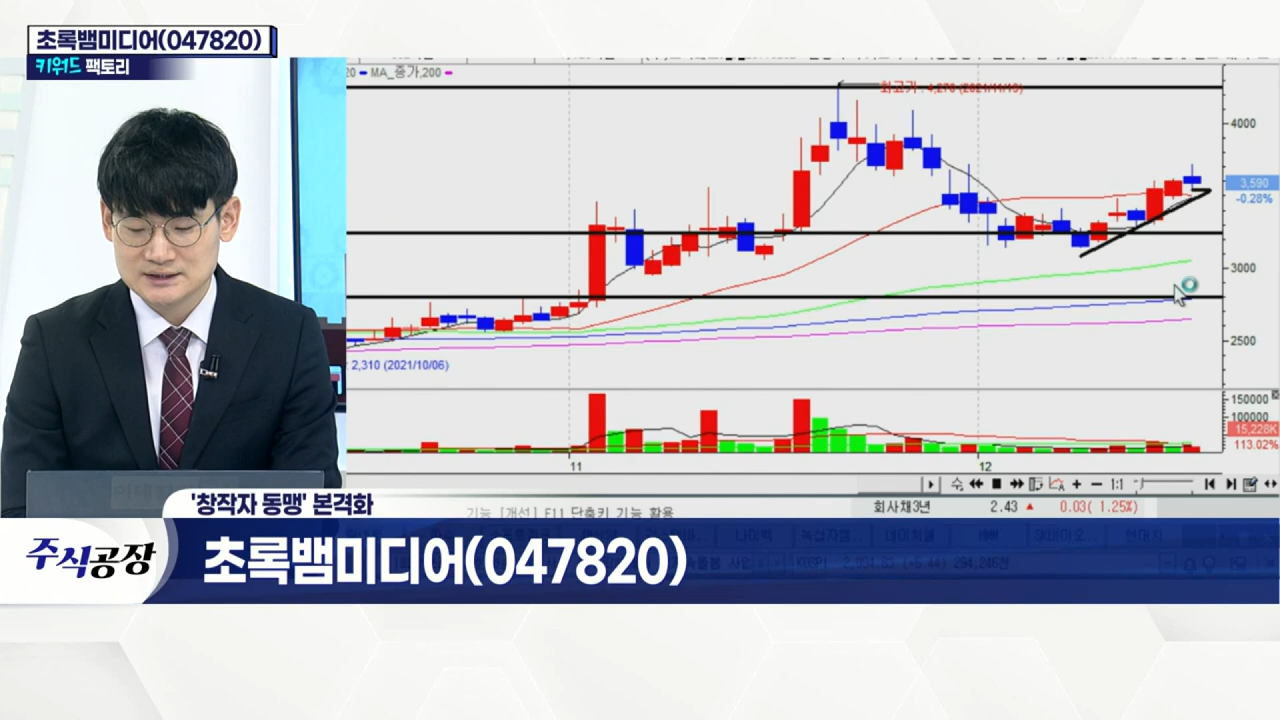 초록뱀미디어(047820)
키워드 팩토리
20 MA_종가,200
최고가 : 4,270 (2021/11/10)
4000
3,590
-0.28%
3000
2500
2,310 (2021/10/06)
150000
100000
15,228K
113.02%
11
12
1:1
회사채3년 2.43 ▲ 0.03( 1.25%)
기능 [개선] F11 단축키 기능 활용
'창작자 동맹' 본격화
주식공장
초록뱀미디어(047820)